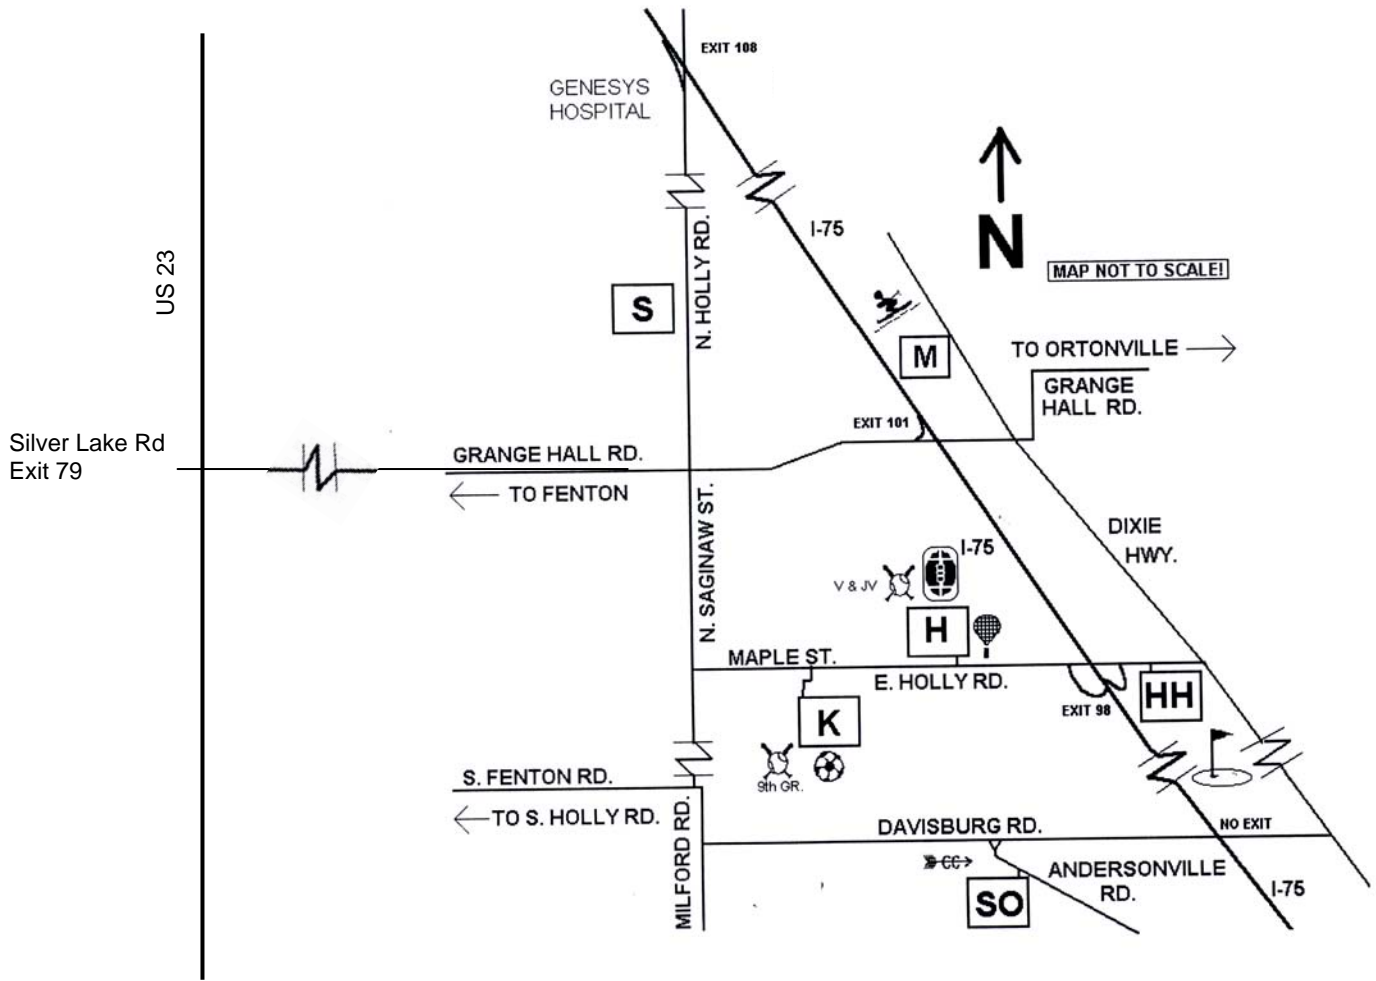 EXIT 108
GENESYS
HOSPITAL
I-75
N. HOLLY RD.
US 23
N
MAP NOT TO SCALE!
S
M
TO ORTONVILLE
GRANGE
HALL RD.
EXIT 101
Silver Lake Rd
Exit 79
GRANGE HALL RD.
TO FENTON
N. SAGINAW ST.
DIXIE
HWY.
I-75
V & JV
H
MAPLE ST.
E. HOLLY RD.
EXIT 98
HH
K
9th GR.
S. FENTON RD.
TO S. HOLLY RD.
MILFORD RD.
DAVISBURG RD.
NO EXIT
CC
ANDERSONVILLE
RD.
SO
I-75